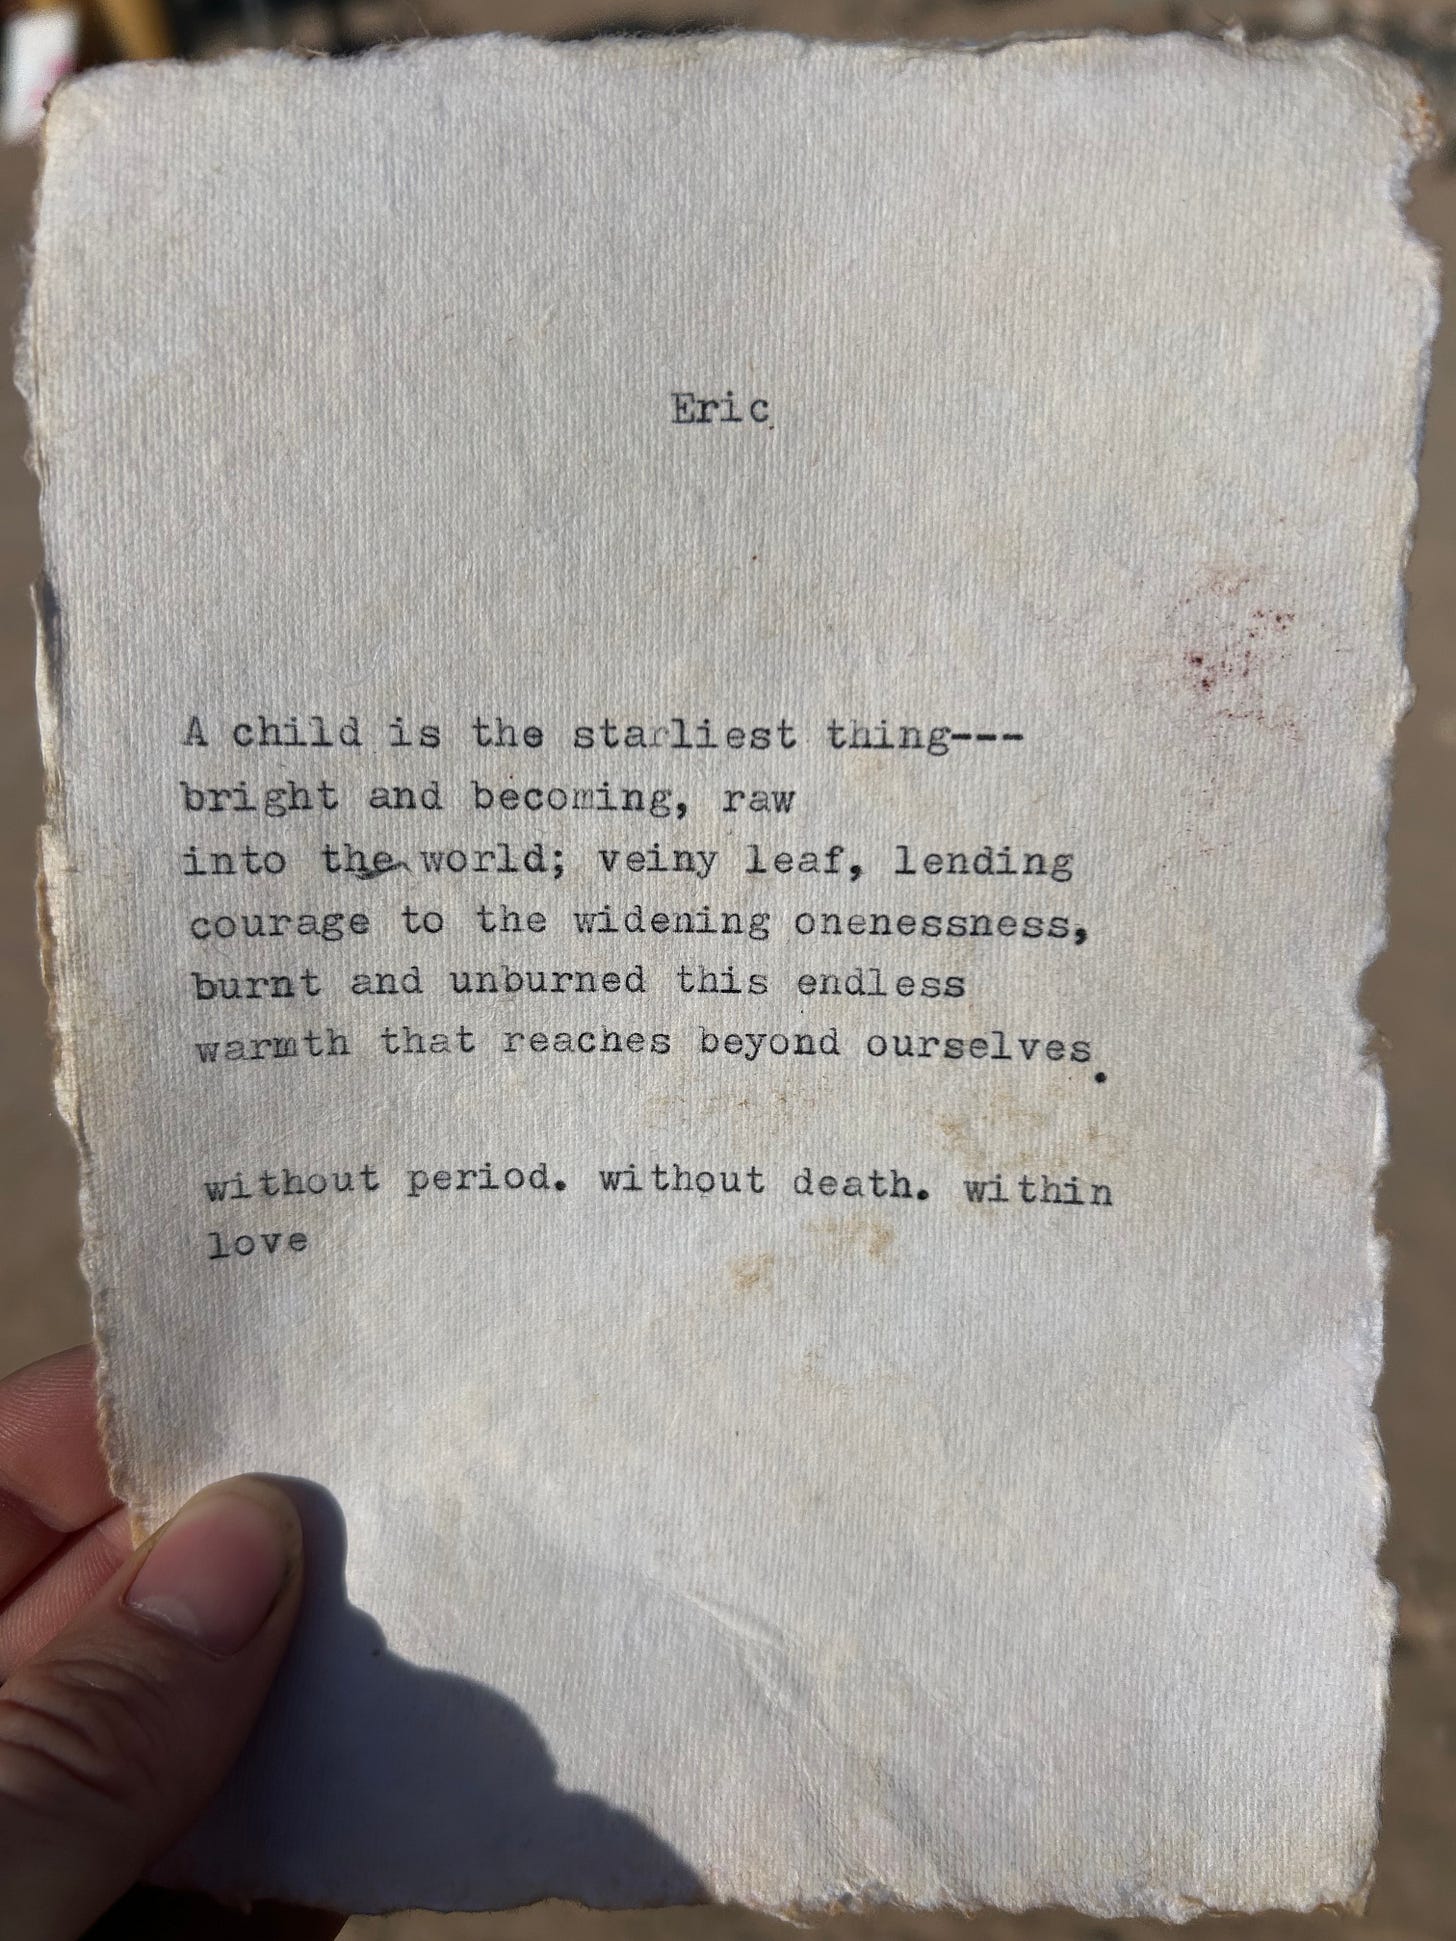 Eric
A child is the starliest thing---
bright and becoming, raw
into the world; veiny leaf, lending
courage to the widening onenessness,
burnt and unburned this endless
warmth that reaches beyond ourselves.
without period. without death. within
love